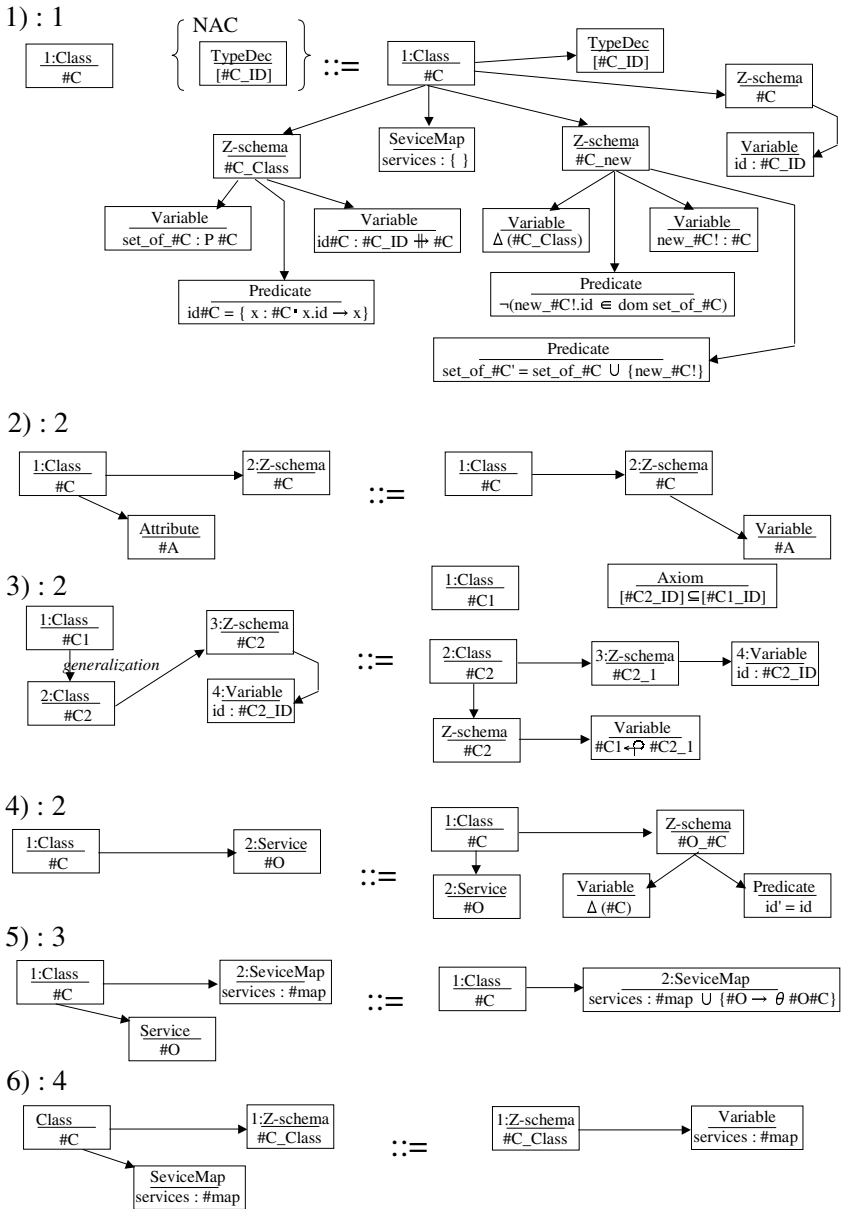 1) : 1
NAC
1:Class
#C
TypeDec
[#C_ID]
::=
1:Class
#C
TypeDec
[#C_ID]
Z-schema
#C
Variable
id : #C_ID
Z-schema
#C_Class
SeviceMap
services : { }
Z-schema
#C_new
Variable
set_of_#C : P #C
Variable
id#C : #C_ID ⇻ #C
Variable
Δ (#C_Class)
Variable
new_#C! : #C
Predicate
id#C = { x : #C ▪ x.id → x}
Predicate
¬(new_#C!.id ∈ dom set_of_#C)
Predicate
set_of_#C' = set_of_#C ∪ {new_#C!}
2) : 2
1:Class
#C
2:Z-schema
#C
Attribute
#A
::=
1:Class
#C
2:Z-schema
#C
Variable
#A
3) : 2
1:Class
#C1
generalization
2:Class
#C2
3:Z-schema
#C2
4:Variable
id : #C2_ID
::=
1:Class
#C1
Axiom
[#C2_ID]⊆[#C1_ID]
2:Class
#C2
3:Z-schema
#C2_1
4:Variable
id : #C2_ID
Z-schema
#C2
Variable
#C1 #C2_1
4) : 2
1:Class
#C
2:Service
#O
::=
1:Class
#C
Z-schema
#O_#C
2:Service
#O
Variable
Δ (#C)
Predicate
id' = id
5) : 3
1:Class
#C
2:SeviceMap
services : #map
Service
#O
::=
1:Class
#C
2:SeviceMap
services : #map ∪ {#O → θ #O#C}
6) : 4
Class
#C
1:Z-schema
#C_Class
SeviceMap
services : #map
::=
1:Z-schema
#C_Class
Variable
services : #map